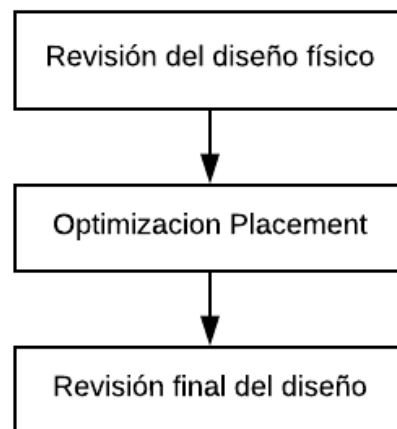 Revisión del diseño físico
Optimizacion Placement
Revisión final del diseño